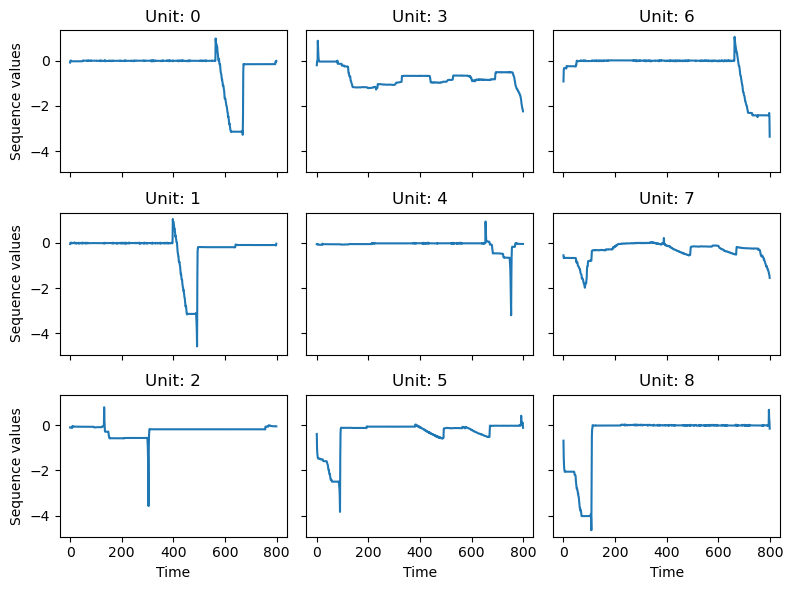 Unit: 0
Unit: 3
Unit: 6
Sequence values
0
−2
−4
Unit: 1
Unit: 4
Unit: 7
Sequence values
0
−2
−4
Unit: 2
Unit: 5
Unit: 8
Sequence values
0
−2
−4
0 200 400 600 800
0 200 400 600 800
0 200 400 600 800
Time
Time
Time